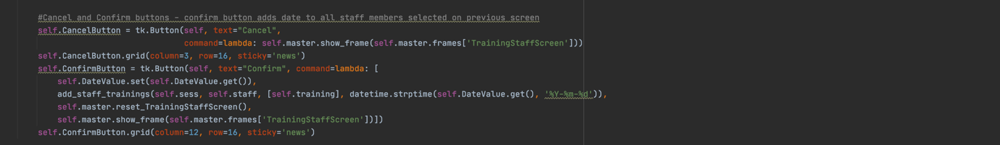 #Cancel and Confirm buttons - confirm button adds date to all staff members selected on previous screen
self.CancelButton = tk.Button(self, text="Cancel",
command=lambda: self.master.show_frame(self.master.frames['TrainingStaffScreen']))
self.CancelButton.grid(column=3, row=16, sticky='news')
self.ConfirmButton = tk.Button(self, text="Confirm", command=lambda: [
self.DateValue.set(self.DateValue.get()),
add_staff_trainings(self.sess, self.staff, [self.training], datetime.strptime(self.DateValue.get(), '%Y-%m-%d')),
self.master.reset_TrainingStaffScreen(),
self.master.show_frame(self.master.frames['TrainingStaffScreen'])])
self.ConfirmButton.grid(column=12, row=16, sticky='news')